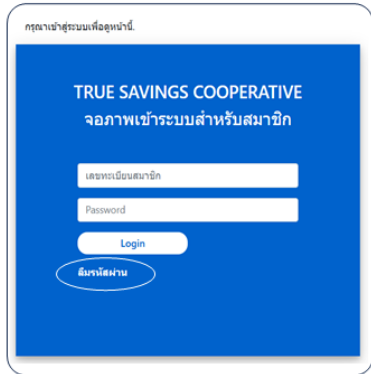 กรุณาเข้าสู่ระบบเพื่อดูหน้านี้.
TRUE SAVINGS COOPERATIVE
จอภาพเข้าระบบสำหรับสมาชิก
เลขทะเบียนสมาชิก
Password
Login
ลืมรหัสผ่าน